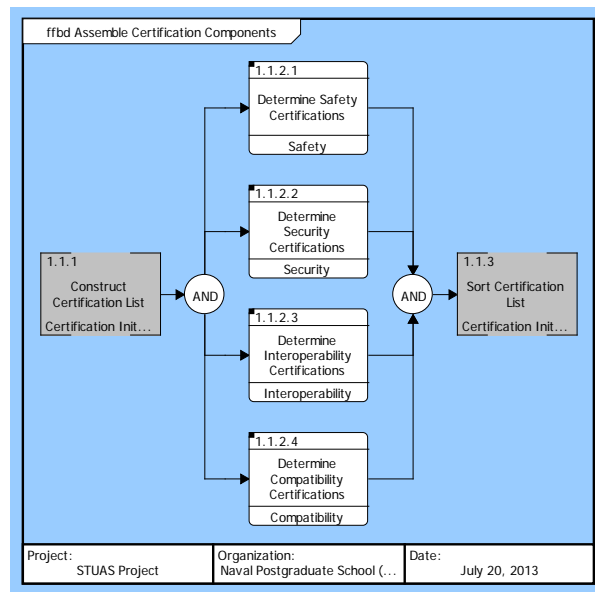 ffbd Assemble Certification Components
1.1.2.1
Determine Safety
Certifications
Safety
1.1.2.2
Determine
Security
Certifications
Security
1.1.1
Construct
Certification List
Certification Init...
AND
AND
1.1.3
Sort Certification
List
Certification Init...
1.1.2.3
Determine
Interoperability
Certifications
Interoperability
1.1.2.4
Determine
Compatibility
Certifications
Compatibility
Project:
STUAS Project
Organization:
Naval Postgraduate School (...
Date:
July 20, 2013